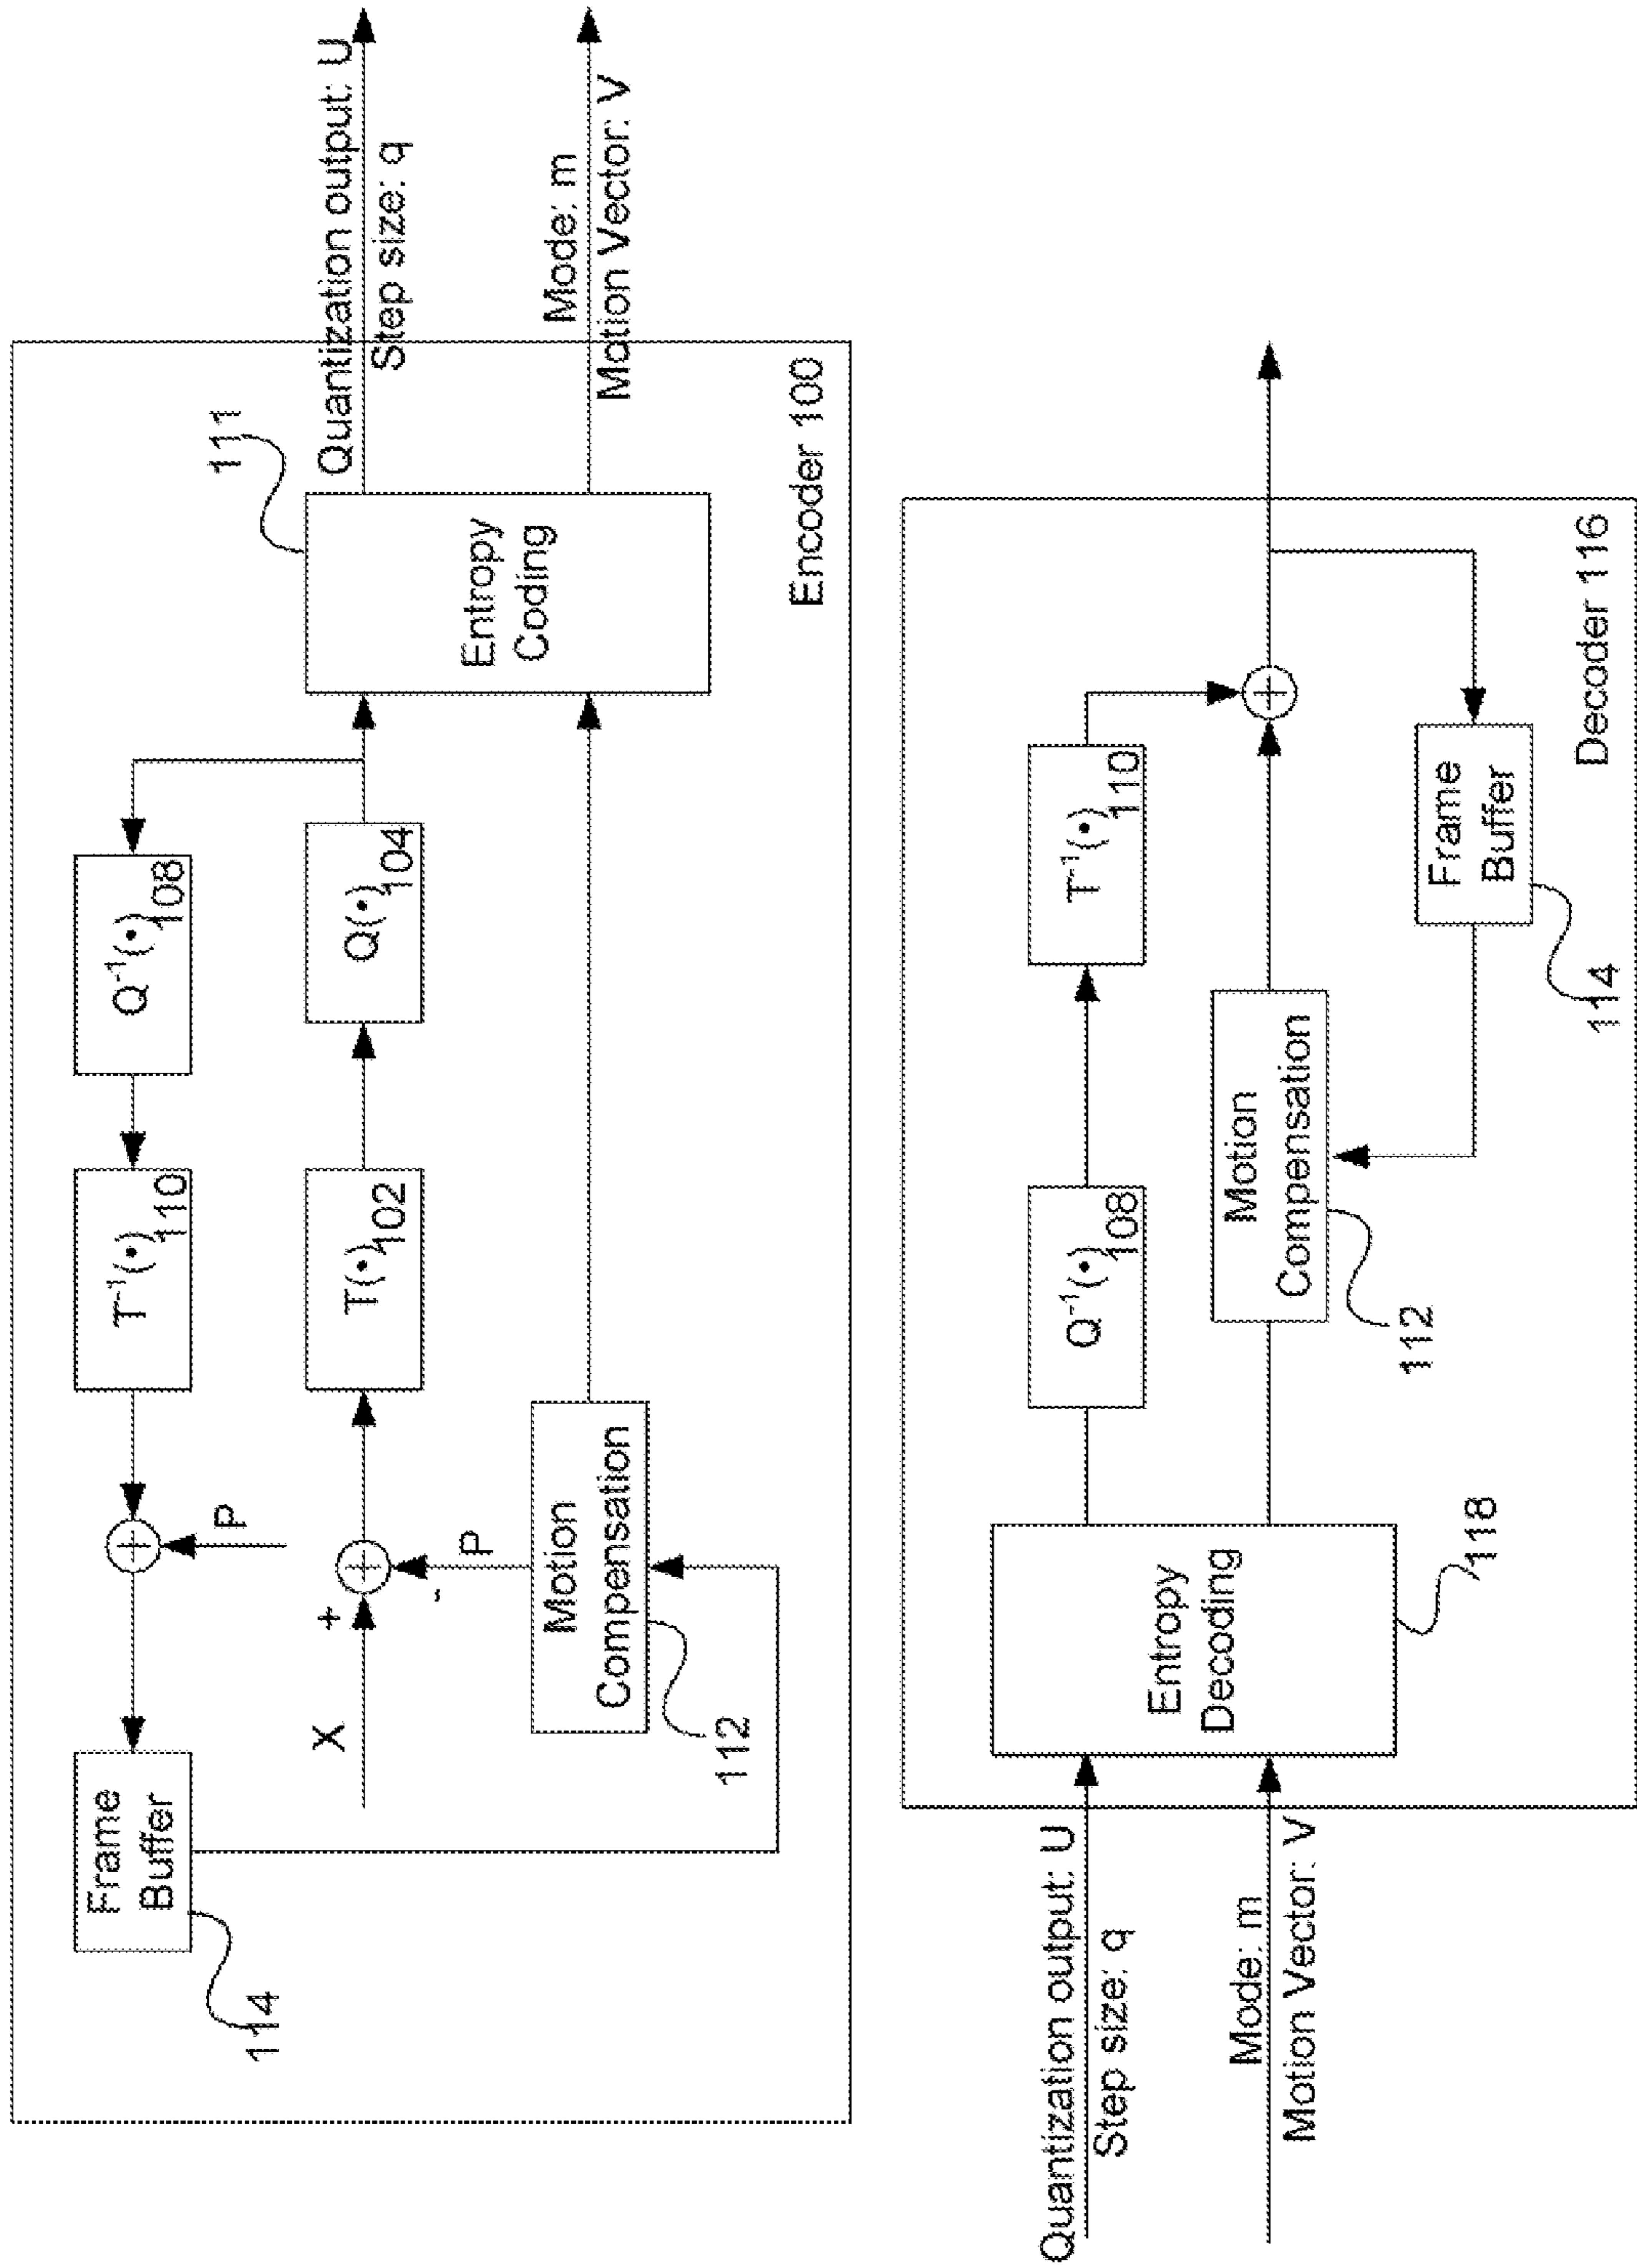 Frame
Buffer
114
T⁻¹(•)
110
Q⁻¹(•)
108
P
X
+
-
P
T(•)
102
Q(•)
104
Motion
Compensation
112
Entropy
Coding
111
Encoder 100
Quantization output: U
Step size: q
Mode: m
Motion Vector: V
Quantization output: U
Step size: q
Mode: m
Motion Vector: V
Entropy
Decoding
118
Q⁻¹(•)
108
T⁻¹(•)
110
+
Motion
Compensation
112
Frame
Buffer
114
Decoder 116